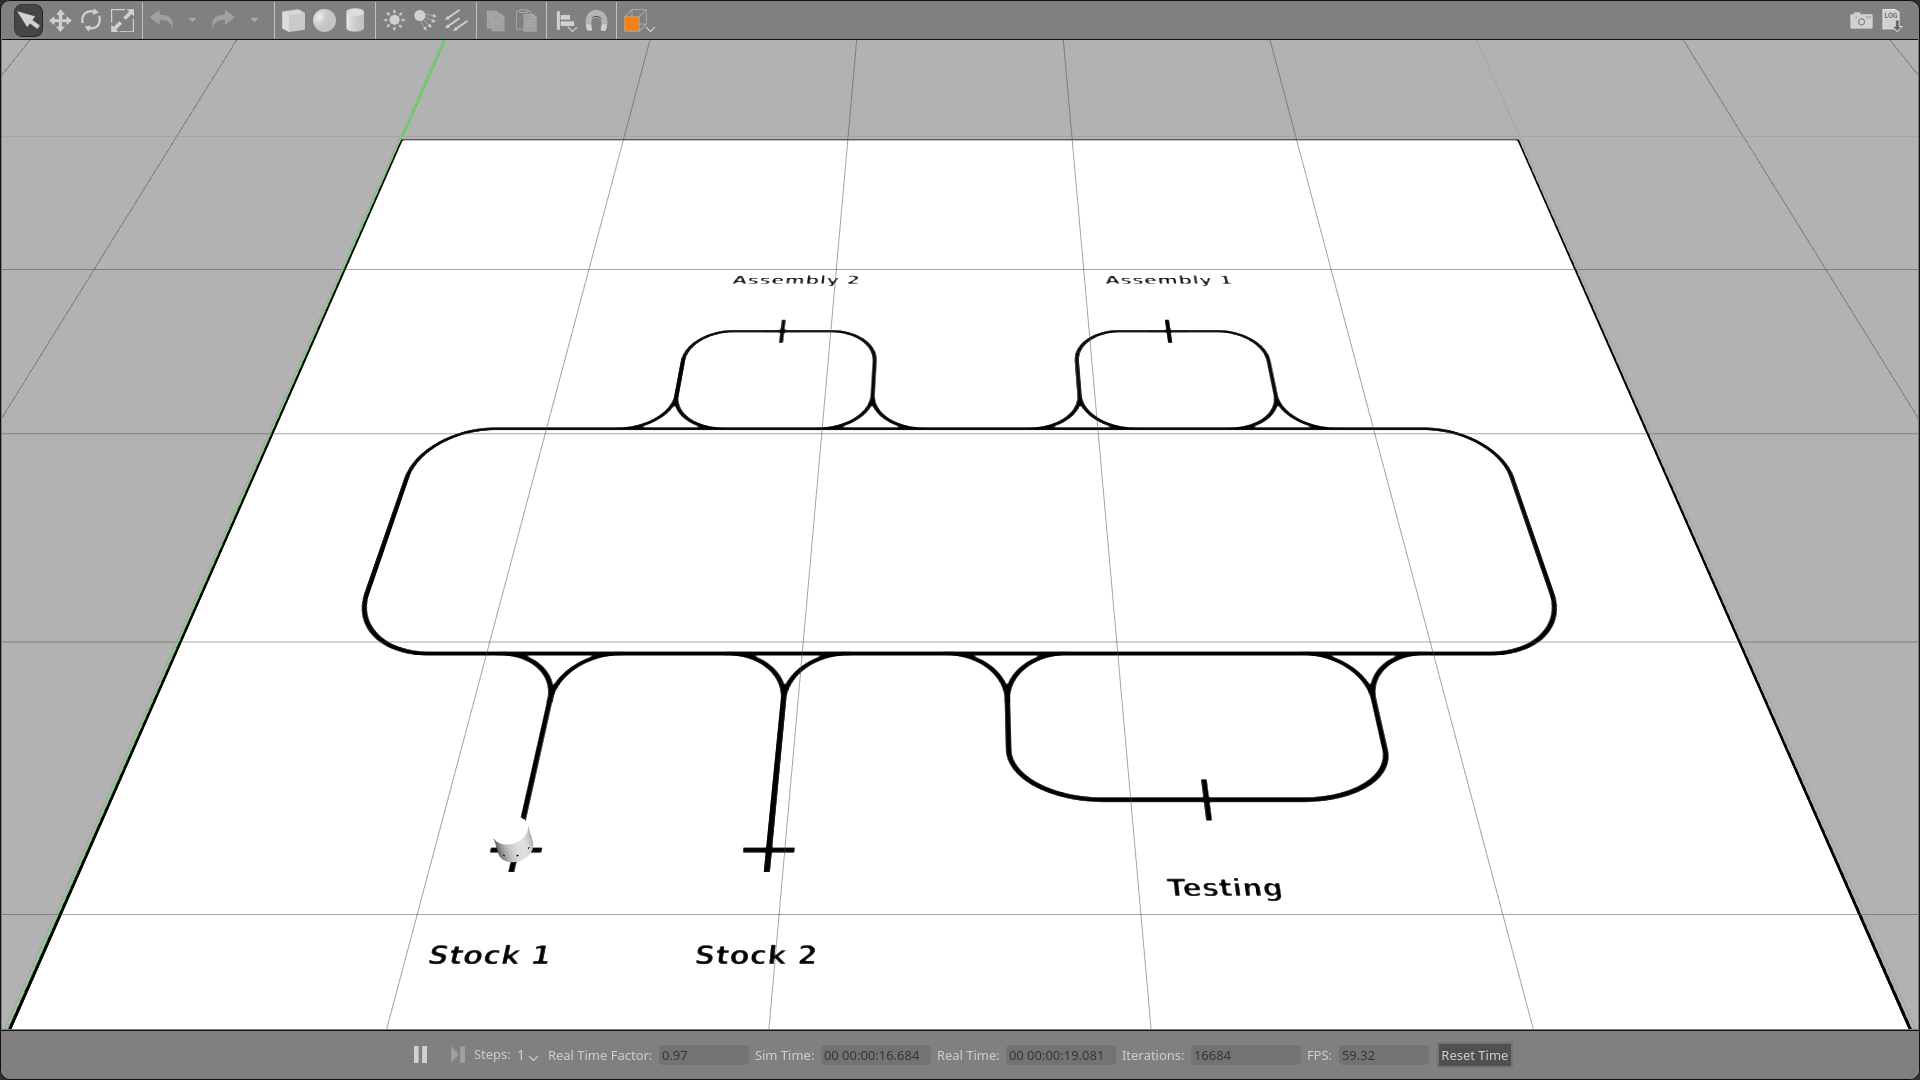 LOG
Assembly 2
Assembly 1
Testing
Stock 1
Stock 2
Steps: 1
Real Time Factor: 0.97
Sim Time: 00 00:00:16.684
Real Time: 00 00:00:19.081
Iterations: 16684
FPS: 59.32
Reset Time